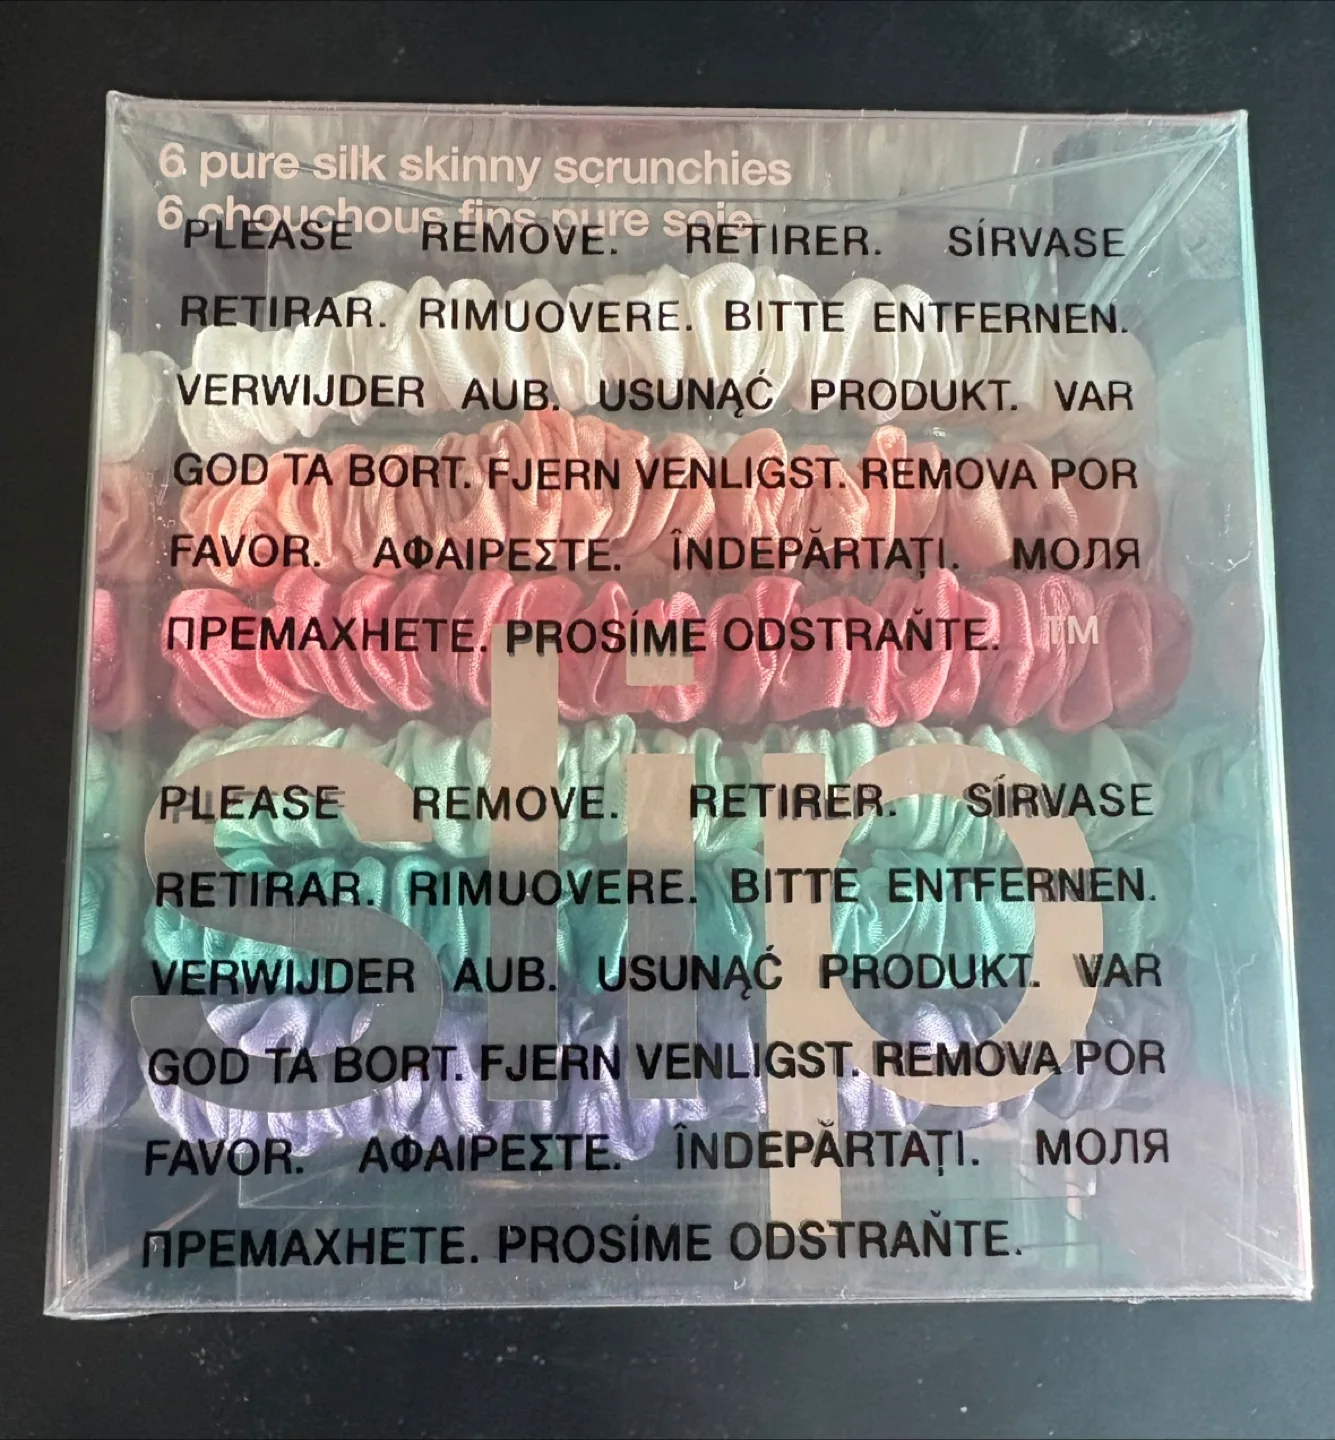 6 pure silk skinny scrunchies
6 chouchous fins pure soie
PLEASE REMOVE. RETIRER. SÍRVASE
RETIRAR. RIMUOVERE. BITTE ENTFERNEN.
VERWIJDER AUB. USUNĄĆ PRODUKT. VAR
GOD TA BORT. FJERN VENLIGST. REMOVA POR
FAVOR. ΑΦΑΙΡΕΣΤΕ. ÎNDEPĂRTAȚI. МОЛЯ
ПРЕМАХНЕТЕ. PROSÍME ODSTRAŇTE.
slip TM
PLEASE REMOVE. RETIRER. SÍRVASE
RETIRAR. RIMUOVERE. BITTE ENTFERNEN.
VERWIJDER AUB. USUNĄĆ PRODUKT. VAR
GOD TA BORT. FJERN VENLIGST. REMOVA POR
FAVOR. ΑΦΑΙΡΕΣΤΕ. ÎNDEPĂRTAȚI. МОЛЯ
ПРЕМАХНЕТЕ. PROSÍME ODSTRAŇTE.